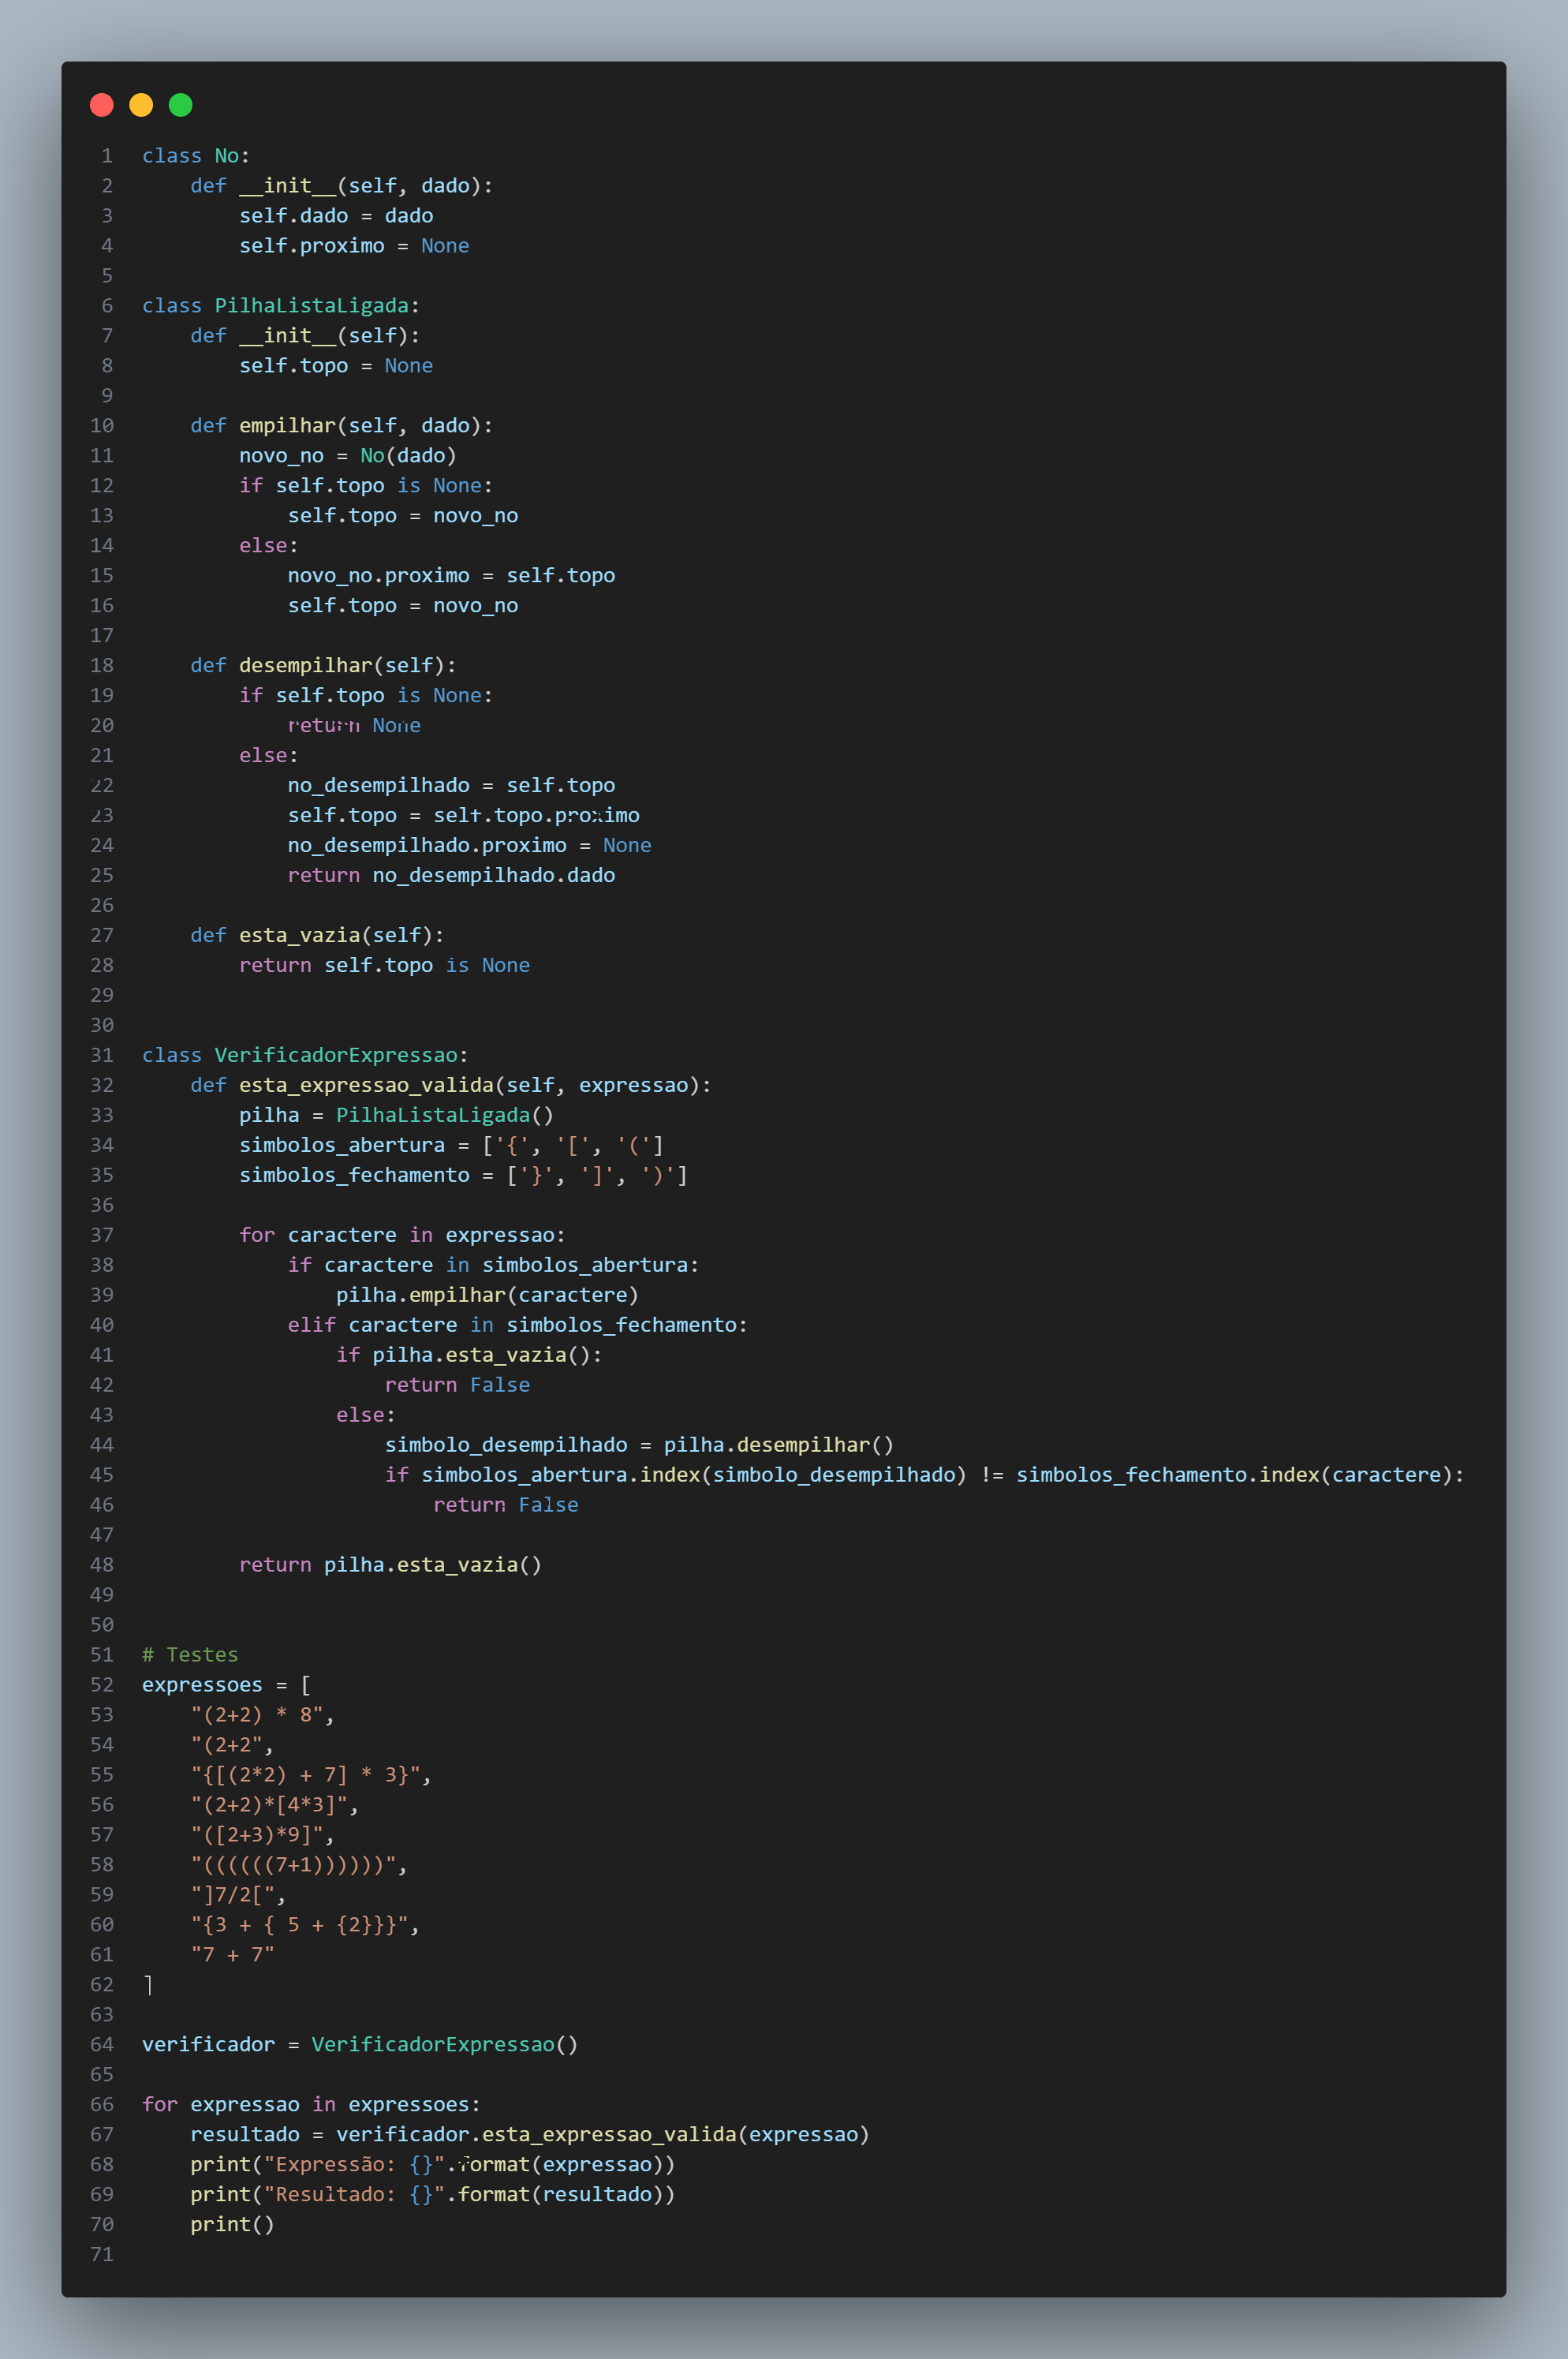 1 class No:
2     def __init__(self, dado):
3         self.dado = dado
4         self.proximo = None
5
6 class PilhaListaLigada:
7     def __init__(self):
8         self.topo = None
9
10     def empilhar(self, dado):
11         novo_no = No(dado)
12         if self.topo is None:
13             self.topo = novo_no
14         else:
15             novo_no.proximo = self.topo
16             self.topo = novo_no
17
18     def desempilhar(self):
19         if self.topo is None:
20             return None
21         else:
22             no_desempilhado = self.topo
23             self.topo = self.topo.proximo
24             no_desempilhado.proximo = None
25             return no_desempilhado.dado
26
27     def esta_vazia(self):
28         return self.topo is None
29
30
31 class VerificadorExpressao:
32     def esta_expressao_valida(self, expressao):
33         pilha = PilhaListaLigada()
34         simbolos_abertura = ['{', '[', '(']
35         simbolos_fechamento = ['}', ']', ')']
36
37         for caractere in expressao:
38             if caractere in simbolos_abertura:
39                 pilha.empilhar(caractere)
40             elif caractere in simbolos_fechamento:
41                 if pilha.esta_vazia():
42                     return False
43                 else:
44                     simbolo_desempilhado = pilha.desempilhar()
45                     if simbolos_abertura.index(simbolo_desempilhado) != simbolos_fechamento.index(caractere):
46                         return False
47
48         return pilha.esta_vazia()
49
50
51 # Testes
52 expressoes = [
53     "(2+2) * 8",
54     "(2+2",
55     "{[(2*2) + 7] * 3}",
56     "(2+2)*[4*3]",
57     "([2+3)*9]",
58     "((((((7+1))))))",
59     "]7/2[",
60     "{3 + { 5 + {2}}}",
61     "7 + 7"
62 ]
63
64 verificador = VerificadorExpressao()
65
66 for expressao in expressoes:
67     resultado = verificador.esta_expressao_valida(expressao)
68     print("Expressão: {}".format(expressao))
69     print("Resultado: {}".format(resultado))
70     print()
71